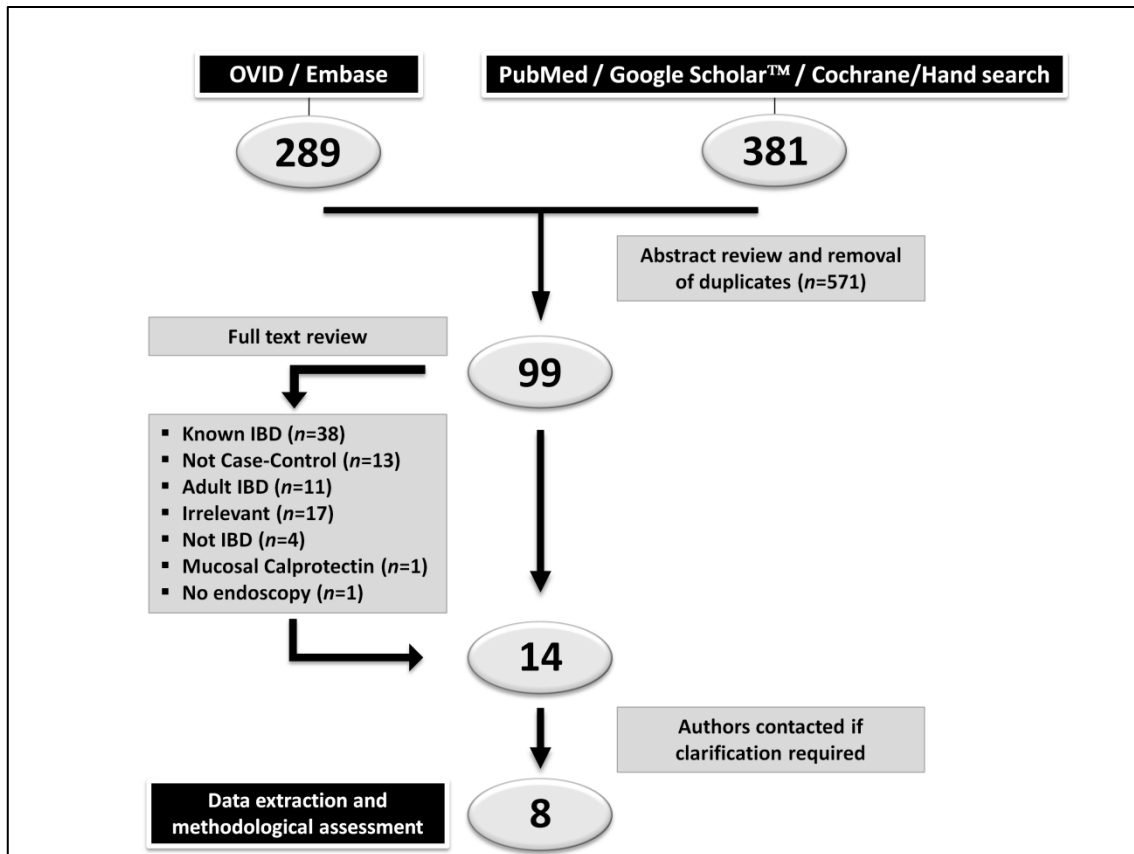 OVID / Embase
PubMed / Google Scholar™ / Cochrane/Hand search
289
381
Abstract review and removal
of duplicates (n=571)
Full text review
99
▪ Known IBD (n=38)
▪ Not Case-Control (n=13)
▪ Adult IBD (n=11)
▪ Irrelevant (n=17)
▪ Not IBD (n=4)
▪ Mucosal Calprotectin (n=1)
▪ No endoscopy (n=1)
14
Authors contacted if
clarification required
Data extraction and
methodological assessment
8